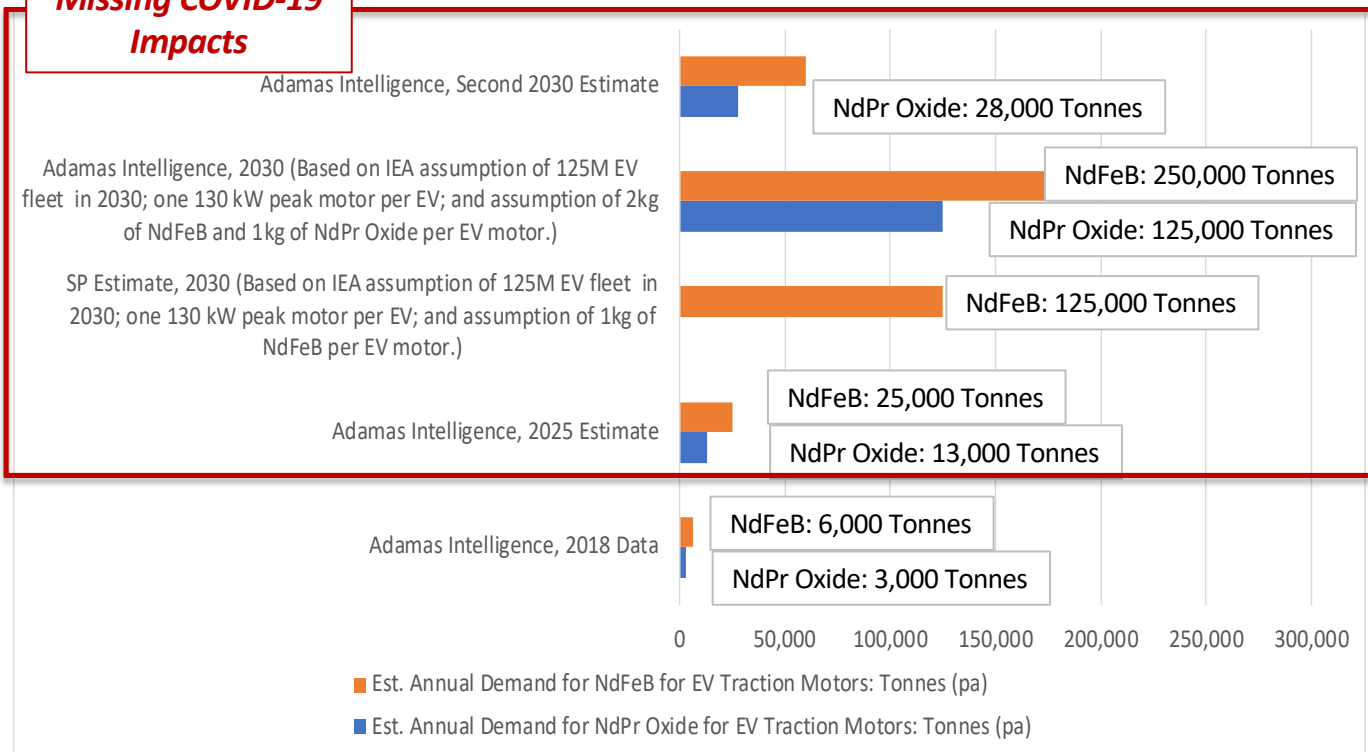 Missing COVID-19
Impacts
Adamas Intelligence, Second 2030 Estimate
NdPr Oxide: 28,000 Tonnes
Adamas Intelligence, 2030 (Based on IEA assumption of 125M EV
fleet in 2030; one 130 kW peak motor per EV; and assumption of 2kg
of NdFeB and 1kg of NdPr Oxide per EV motor.)
NdFeB: 250,000 Tonnes
NdPr Oxide: 125,000 Tonnes
SP Estimate, 2030 (Based on IEA assumption of 125M EV fleet in
2030; one 130 kW peak motor per EV; and assumption of 1kg of
NdFeB per EV motor.)
NdFeB: 125,000 Tonnes
Adamas Intelligence, 2025 Estimate
NdFeB: 25,000 Tonnes
NdPr Oxide: 13,000 Tonnes
Adamas Intelligence, 2018 Data
NdFeB: 6,000 Tonnes
NdPr Oxide: 3,000 Tonnes
0 50,000 100,000 150,000 200,000 250,000 300,000
Est. Annual Demand for NdFeB for EV Traction Motors: Tonnes (pa)
Est. Annual Demand for NdPr Oxide for EV Traction Motors: Tonnes (pa)